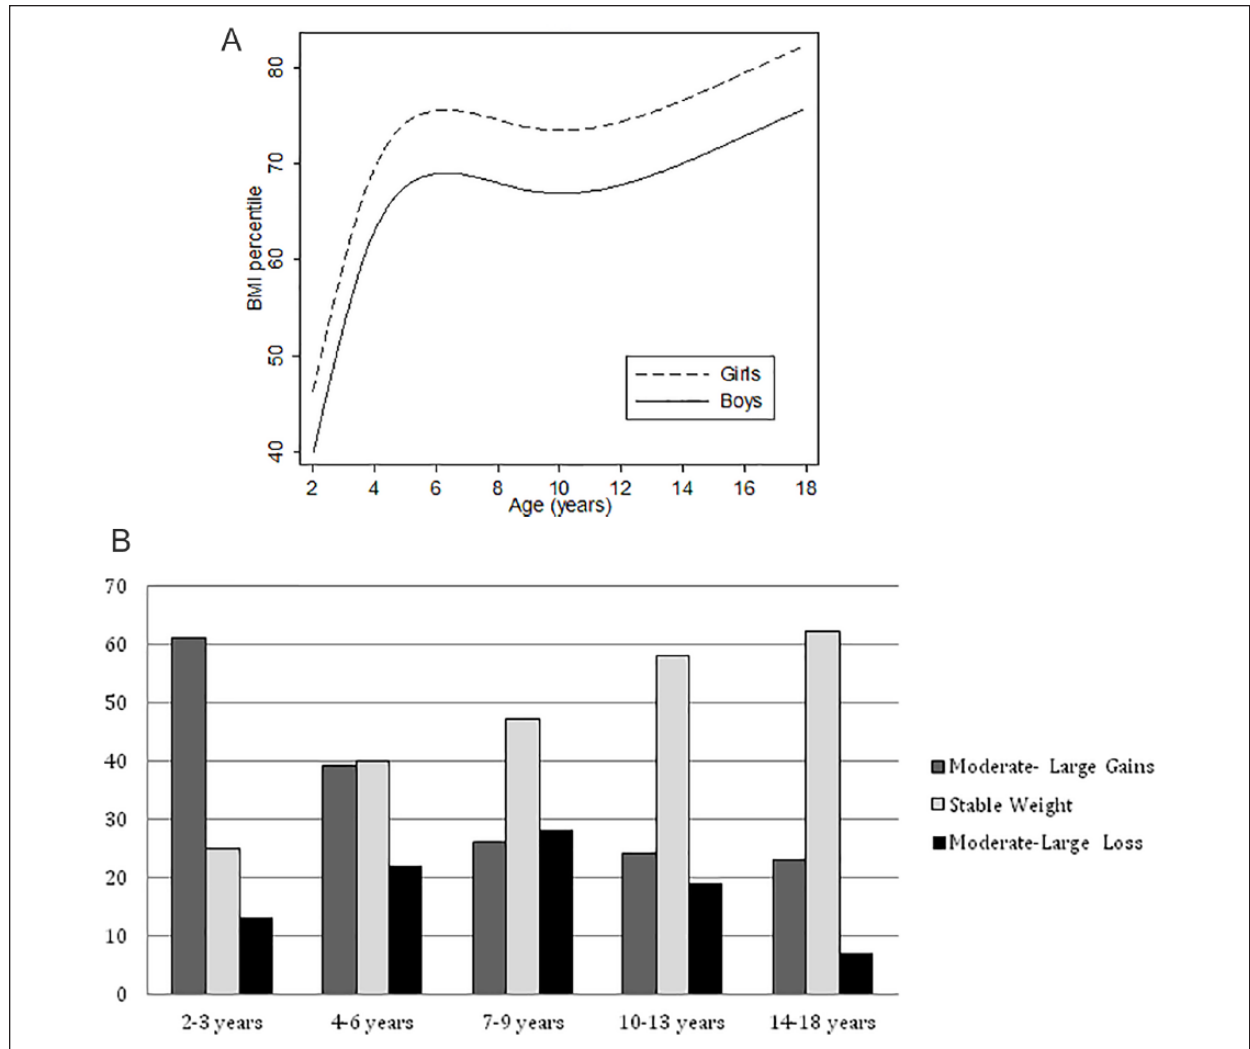 A
80
70
60
50
40
BMI percentile
Girls
Boys
2 4 6 8 10 12 14 16 18
Age (years)
B
70
60
50
40
30
20
10
0
2-3 years 4-6 years 7-9 years 10-13 years 14-18 years
Moderate- Large Gains
Stable Weight
Moderate-Large Loss